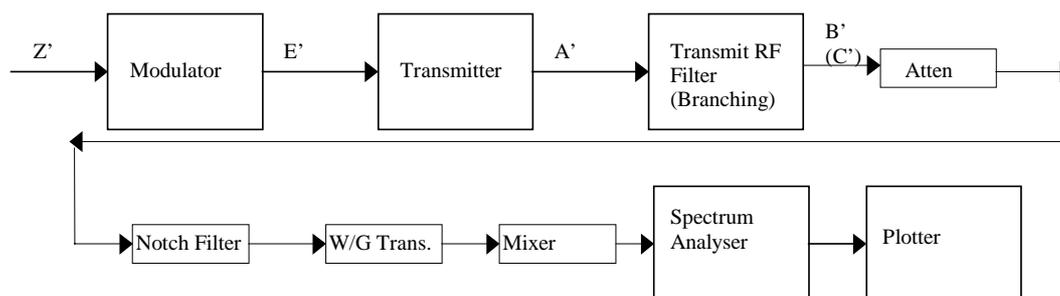 Z’
Modulator
E’
Transmitter
A’
Transmit RF
Filter
(Branching)
B’
(C’)
Atten
Notch Filter
W/G Trans.
Mixer
Spectrum
Analyser
Plotter